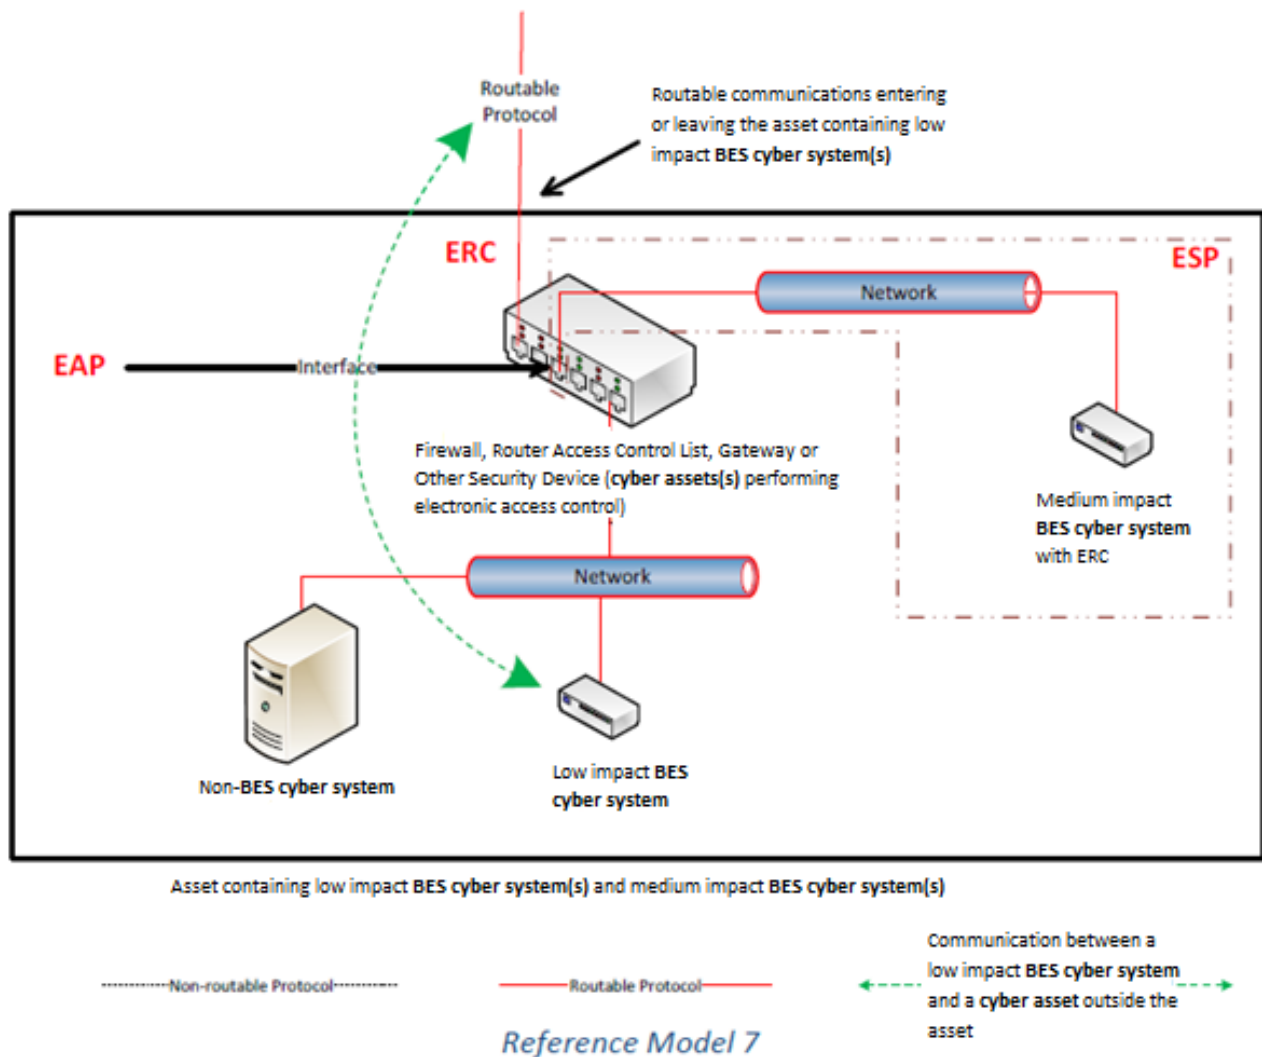 Routable
Protocol
Routable communications entering
or leaving the asset containing low
impact BES cyber system(s)
ERC
ESP
Network
EAP
Interface
Firewall, Router Access Control List, Gateway or
Other Security Device (cyber assets(s) performing
electronic access control)
Medium impact
BES cyber system
with ERC
Network
Non-BES cyber system
Low impact BES
cyber system
Asset containing low impact BES cyber system(s) and medium impact BES cyber system(s)
Non-routable Protocol
Routable Protocol
Communication between a
low impact BES cyber system
and a cyber asset outside the
asset
Reference Model 7